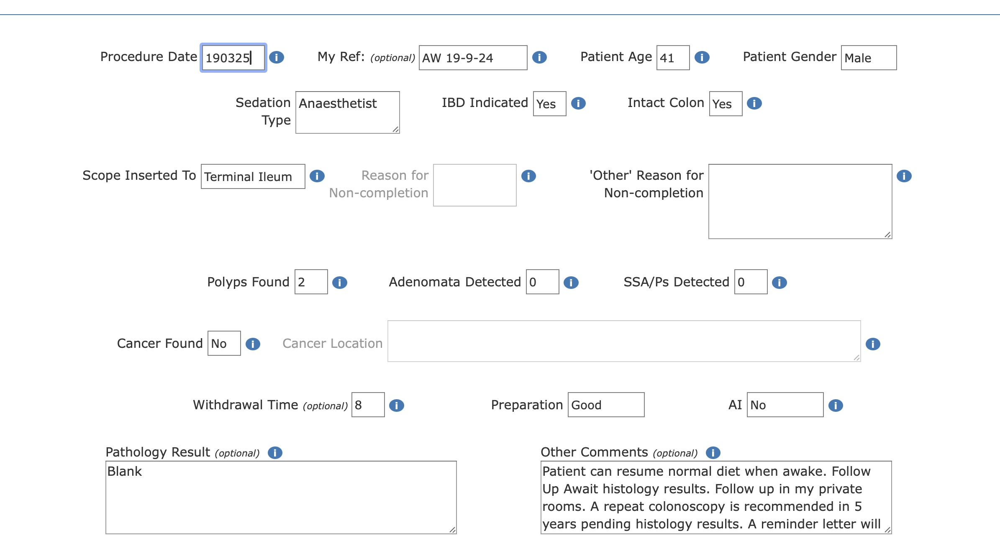 Procedure Date 190325 i My Ref: (optional) AW 19-9-24 i Patient Age 41 i Patient Gender Male
Sedation Type Anaesthetist IBD Indicated Yes i Intact Colon Yes i
Scope Inserted To Terminal Ileum i Reason for Non-completion i 'Other' Reason for Non-completion i
Polyps Found 2 i Adenomata Detected 0 i SSA/Ps Detected 0 i
Cancer Found No i Cancer Location i
Withdrawal Time (optional) 8 i Preparation Good AI No i
Pathology Result (optional) i
Blank
Other Comments (optional) i
Patient can resume normal diet when awake. Follow
Up Await histology results. Follow up in my private
rooms. A repeat colonoscopy is recommended in 5
years pending histology results. A reminder letter will